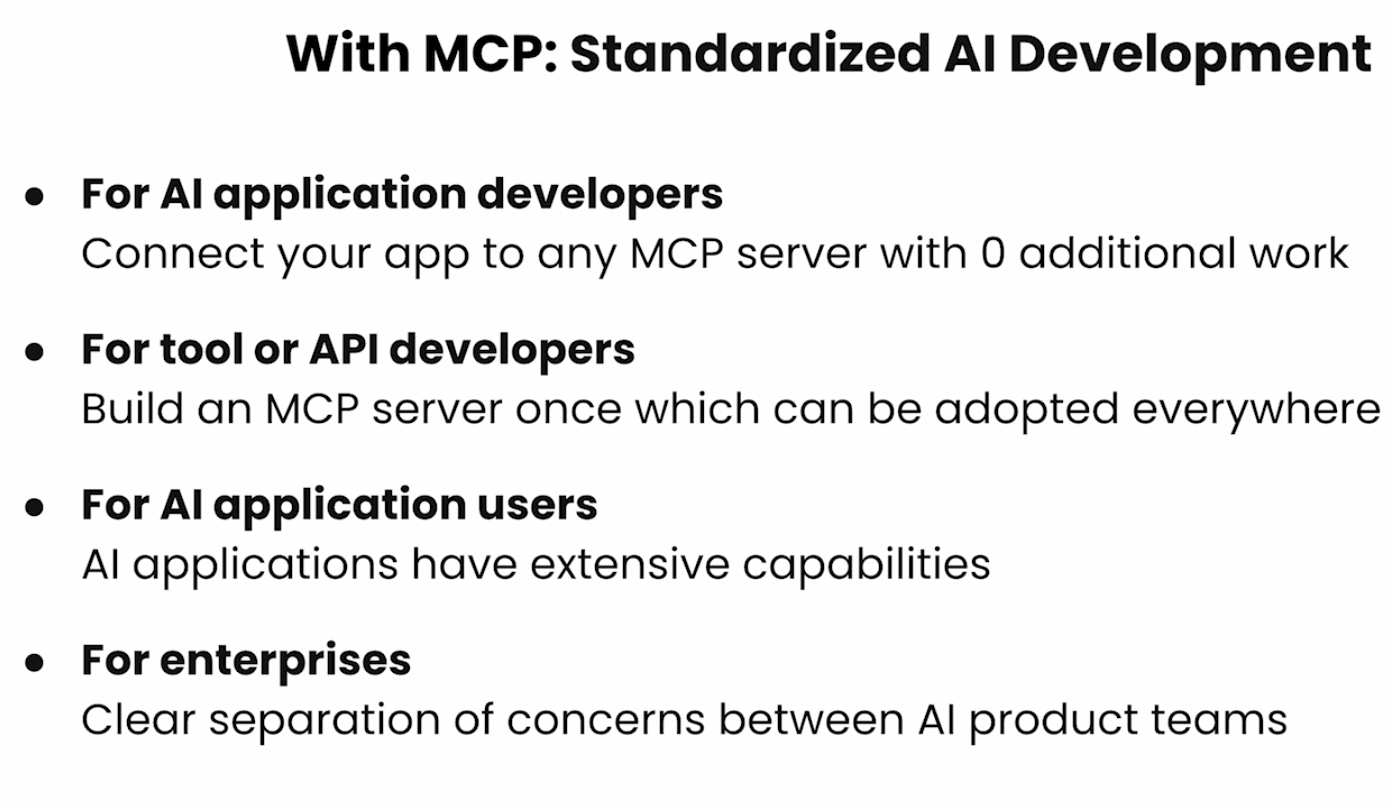 With MCP: Standardized AI Development
● For AI application developers
Connect your app to any MCP server with 0 additional work
● For tool or API developers
Build an MCP server once which can be adopted everywhere
● For AI application users
AI applications have extensive capabilities
● For enterprises
Clear separation of concerns between AI product teams